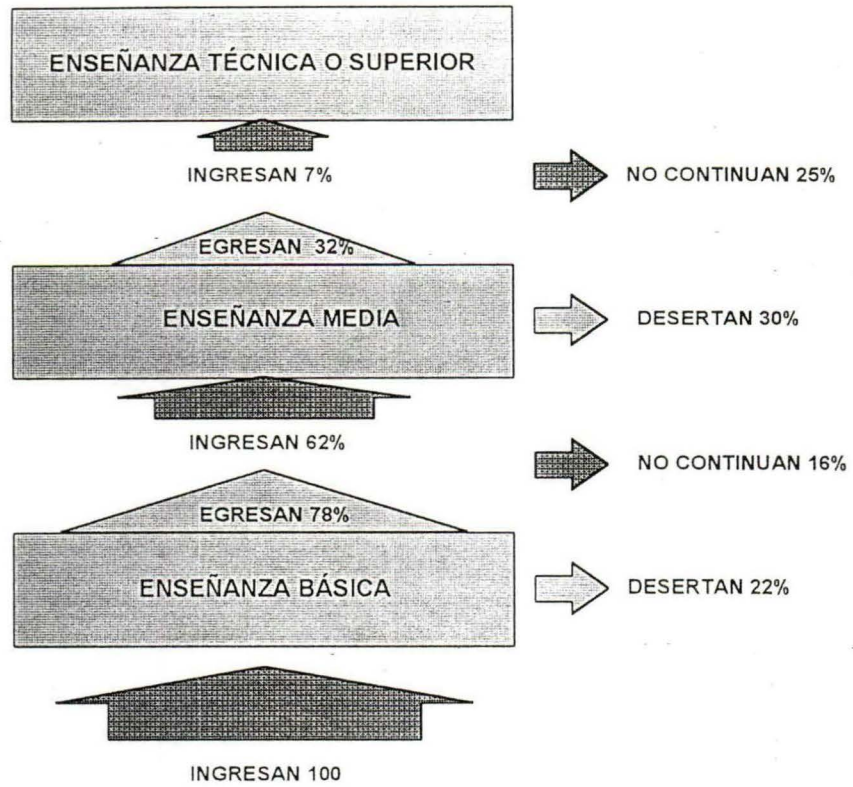 ENSEÑANZA TÉCNICA O SUPERIOR
INGRESAN 7%
NO CONTINUAN 25%
EGRESAN 32%
ENSEÑANZA MEDIA
DESERTAN 30%
INGRESAN 62%
NO CONTINUAN 16%
EGRESAN 78%
ENSEÑANZA BÁSICA
DESERTAN 22%
INGRESAN 100